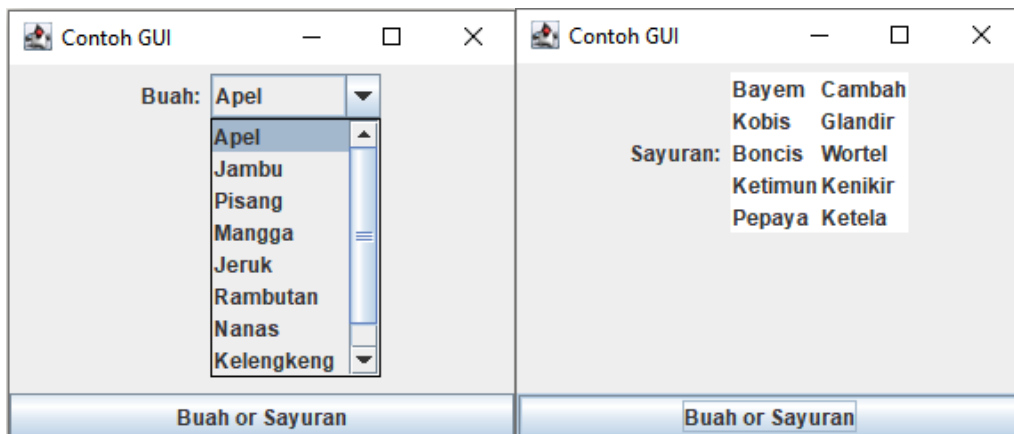 Contoh GUI
Buah: Apel
Apel
Jambu
Pisang
Mangga
Jeruk
Rambutan
Nanas
Kelengkeng
Buah or Sayuran
Contoh GUI
Bayem Cambah
Kobis Glandir
Sayuran: Boncis Wortel
Ketimun Kenikir
Pepaya Ketela
Buah or Sayuran